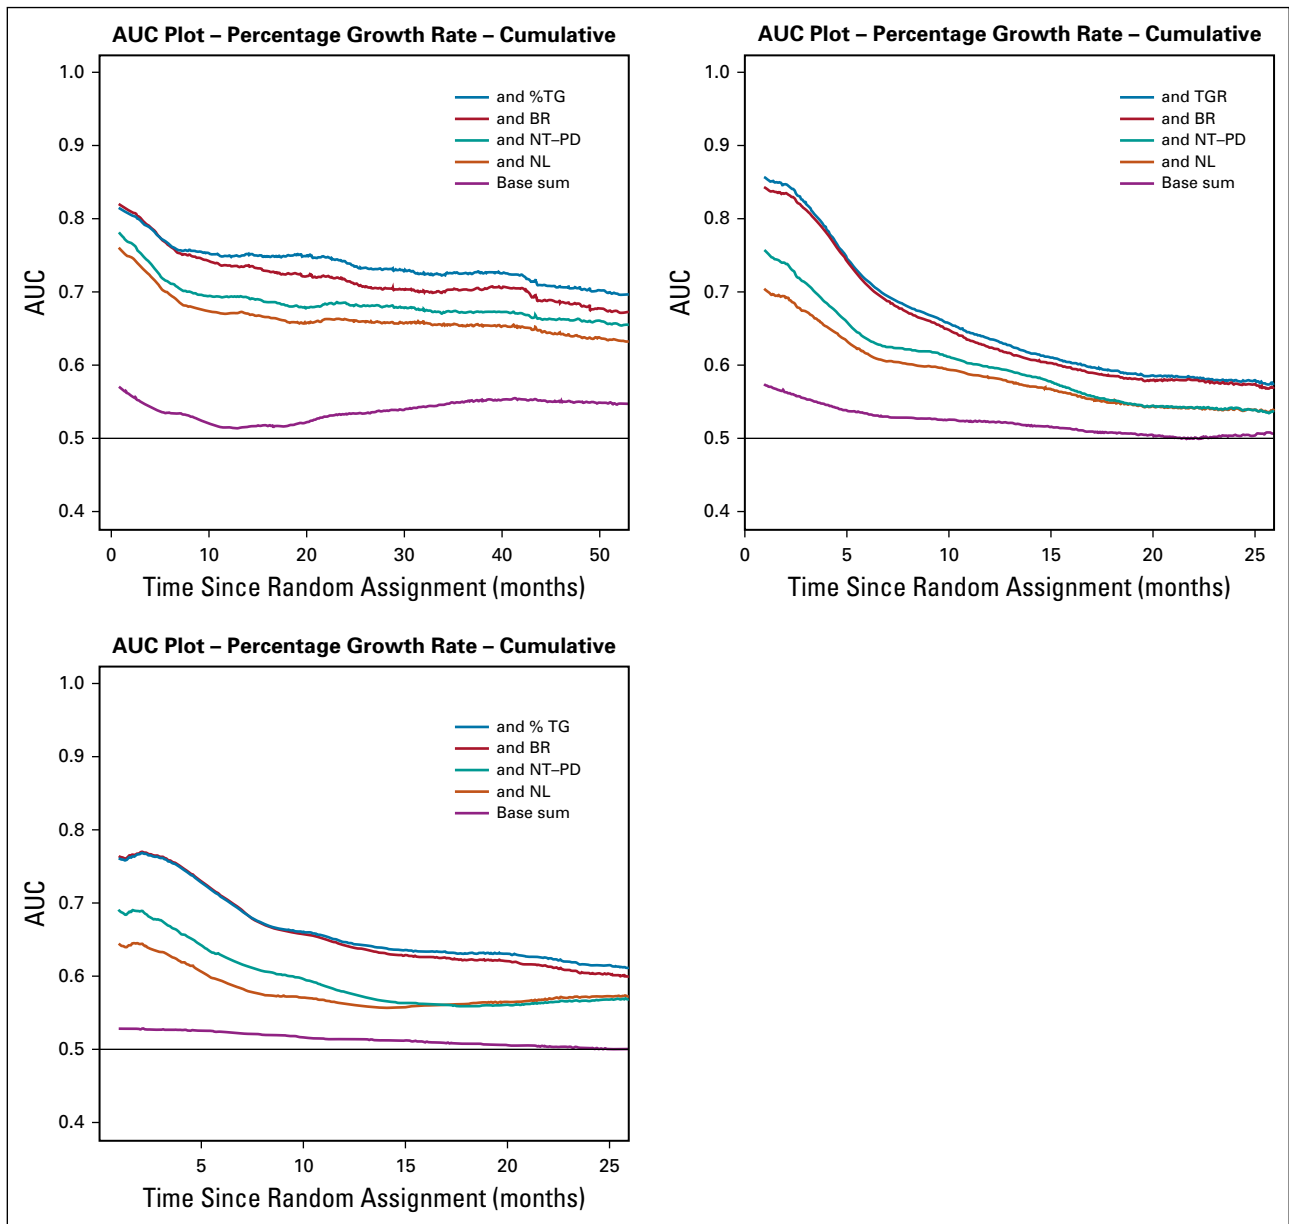 AUC Plot – Percentage Growth Rate – Cumulative
1.0
0.9
0.8
0.7
0.6
0.5
0.4
AUC
and %TG
and BR
and NT–PD
and NL
Base sum
0 10 20 30 40 50
Time Since Random Assignment (months)
AUC Plot – Percentage Growth Rate – Cumulative
1.0
0.9
0.8
0.7
0.6
0.5
0.4
AUC
and TGR
and BR
and NT–PD
and NL
Base sum
0 5 10 15 20 25
Time Since Random Assignment (months)
AUC Plot – Percentage Growth Rate – Cumulative
1.0
0.9
0.8
0.7
0.6
0.5
0.4
AUC
and % TG
and BR
and NT–PD
and NL
Base sum
5 10 15 20 25
Time Since Random Assignment (months)